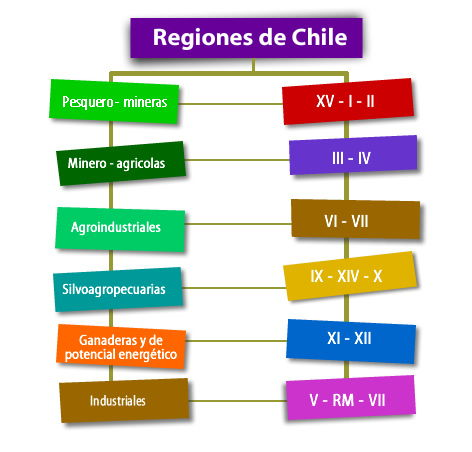 Regiones de Chile
Pesquero - mineras
XV - I - II
Minero - agricolas
III - IV
Agroindustriales
VI - VII
Silvoagropecuarias
IX - XIV - X
Ganaderas y de
potencial energético
XI - XII
Industriales
V - RM - VII